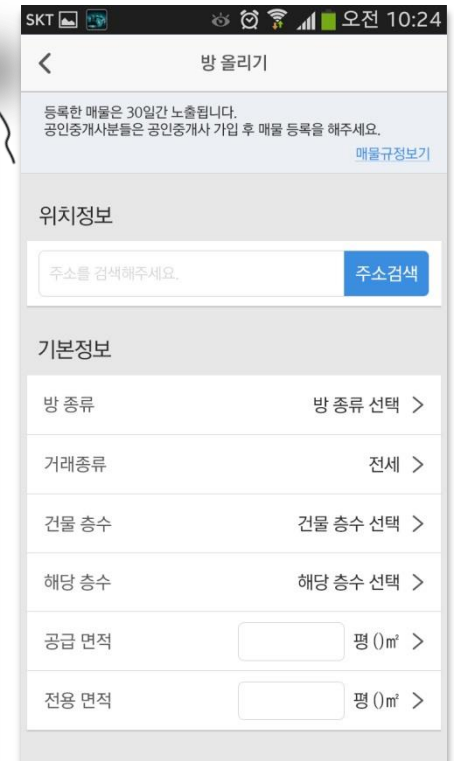 SKT 오전 10:24
방 올리기
등록한 매물은 30일간 노출됩니다.
공인중개사분들은 공인중개사 가입 후 매물 등록을 해주세요.
매물규정보기
위치정보
주소를 검색해주세요. 주소검색
기본정보
방 종류 방 종류 선택 >
거래종류 전세 >
건물 층수 건물 층수 선택 >
해당 층수 해당 층수 선택 >
공급 면적 평 ()㎡ >
전용 면적 평 ()㎡ >